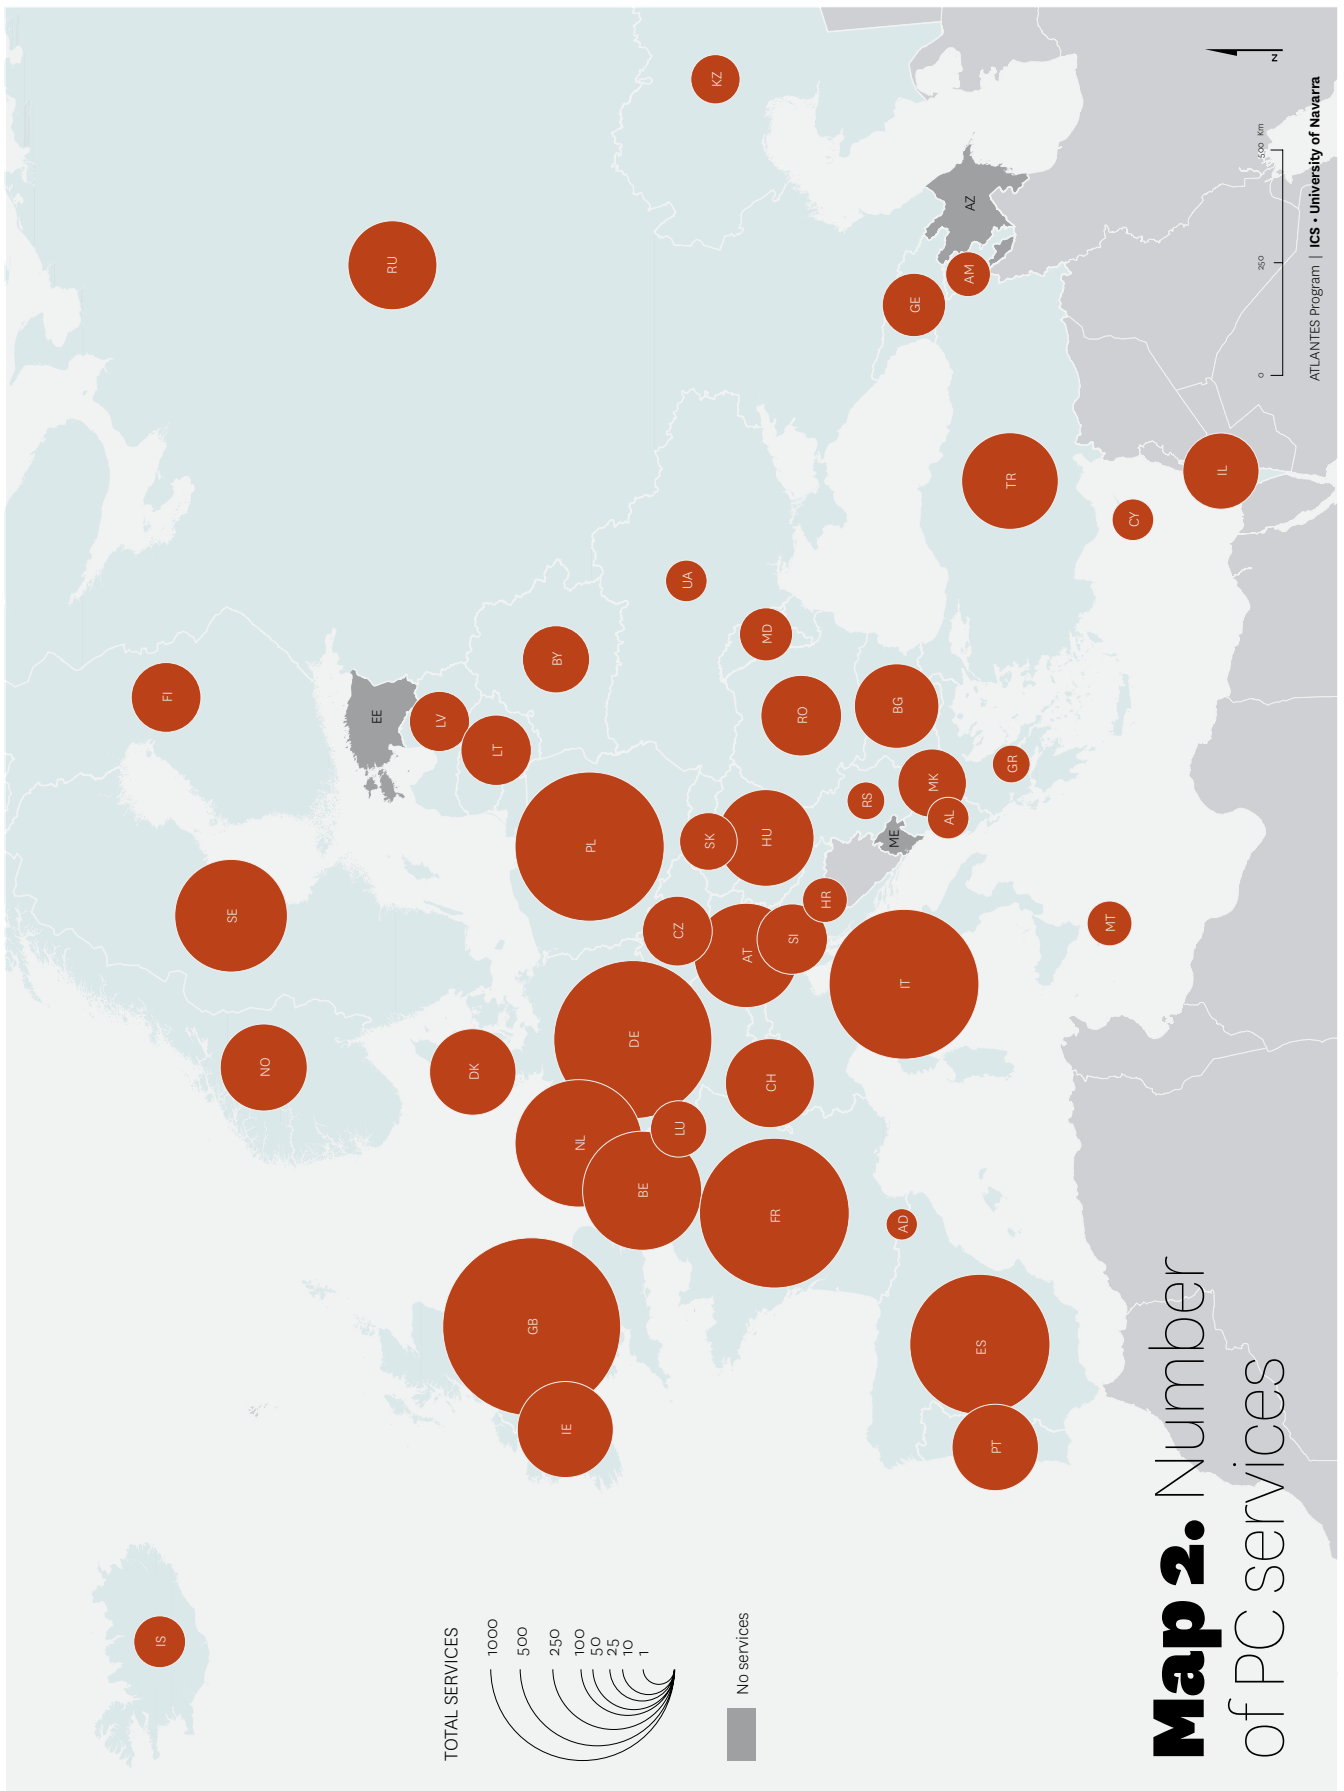 Map 2. Number
of PC services
TOTAL SERVICES
1000
500
250
100
50
25
10
1
No services
IS
NO
SE
FI
RU
EE
LV
LT
DK
IE
GB
NL
BE
LU
DE
PL
BY
CZ
SK
UA
KZ
FR
CH
AT
SI
HU
HR
MD
RO
RS
BG
AD
IT
ME
MK
AL
GE
AM
AZ
PT
ES
GR
TR
MT
CY
IL
0
250
500 Km
N
ATLANTES Program | ICS • University of Navarra